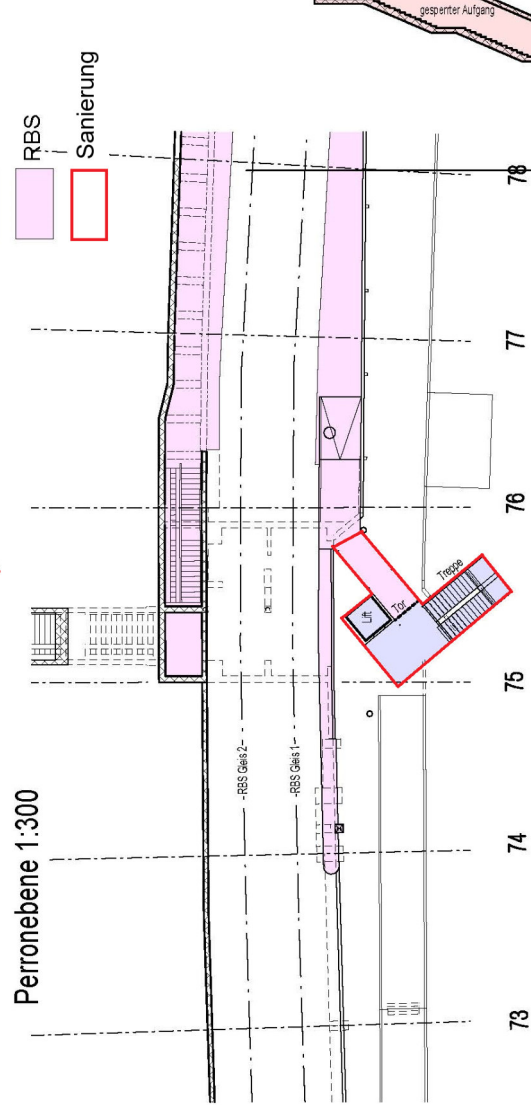 Perronebene 1:300
RBS
Sanierung
gespenter Aufgang
-RBS Gleis 2-
-RBS Gleis 1-
Lift
Tor
Treppe
73
74
75
76
77
78